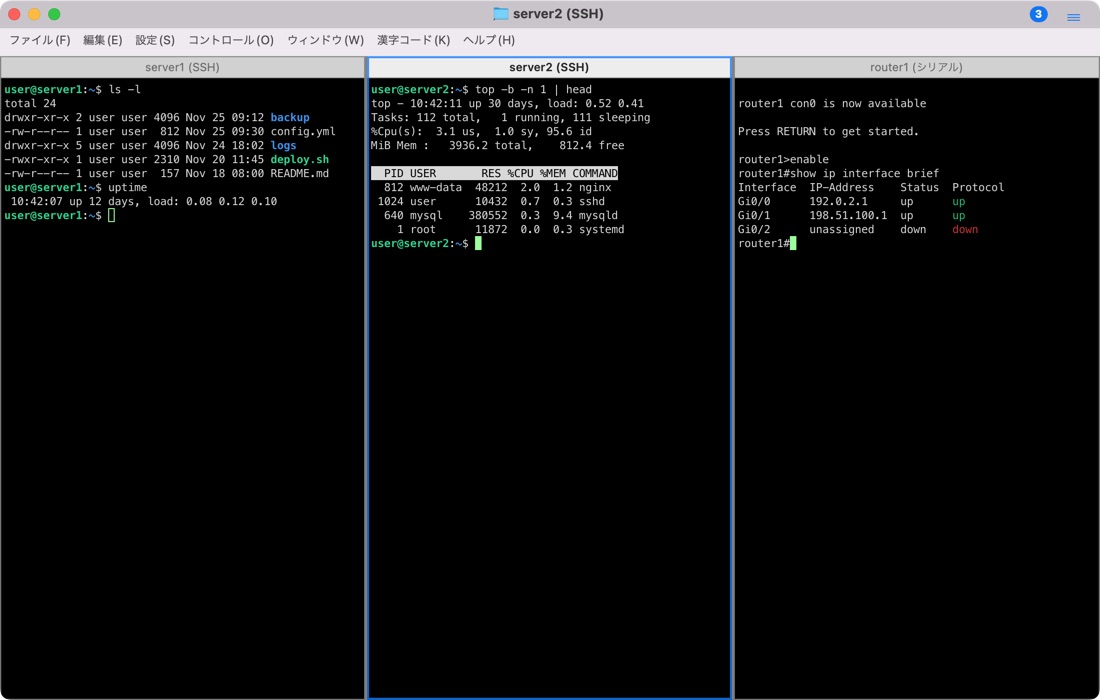 server2 (SSH)
3
ファイル(F) 編集(E) 設定(S) コントロール(O) ウィンドウ(W) 漢字コード(K) ヘルプ(H)
server1 (SSH)
user@server1:~$ ls -l
total 24
drwxr-xr-x 2 user user 4096 Nov 25 09:12 backup
-rw-r--r-- 1 user user  812 Nov 25 09:30 config.yml
drwxr-xr-x 5 user user 4096 Nov 24 18:02 logs
-rwxr-xr-x 1 user user 2310 Nov 20 11:45 deploy.sh
-rw-r--r-- 1 user user  157 Nov 18 08:00 README.md
user@server1:~$ uptime
 10:42:07 up 12 days, load: 0.08 0.12 0.10
user@server1:~$
server2 (SSH)
user@server2:~$ top -b -n 1 | head
top - 10:42:11 up 30 days, load: 0.52 0.41
Tasks: 112 total,   1 running, 111 sleeping
%Cpu(s):  3.1 us,  1.0 sy, 95.6 id
MiB Mem :   3936.2 total,    812.4 free
  PID USER       RES %CPU %MEM COMMAND
  812 www-data  48212  2.0  1.2 nginx
 1024 user      10432  0.7  0.3 sshd
  640 mysql    380552  0.3  9.4 mysqld
    1 root      11872  0.0  0.3 systemd
user@server2:~$
router1 (シリアル)
router1 con0 is now available
Press RETURN to get started.
router1>enable
router1#show ip interface brief
Interface  IP-Address    Status  Protocol
Gi0/0      192.0.2.1     up      up
Gi0/1      198.51.100.1  up      up
Gi0/2      unassigned    down    down
router1#